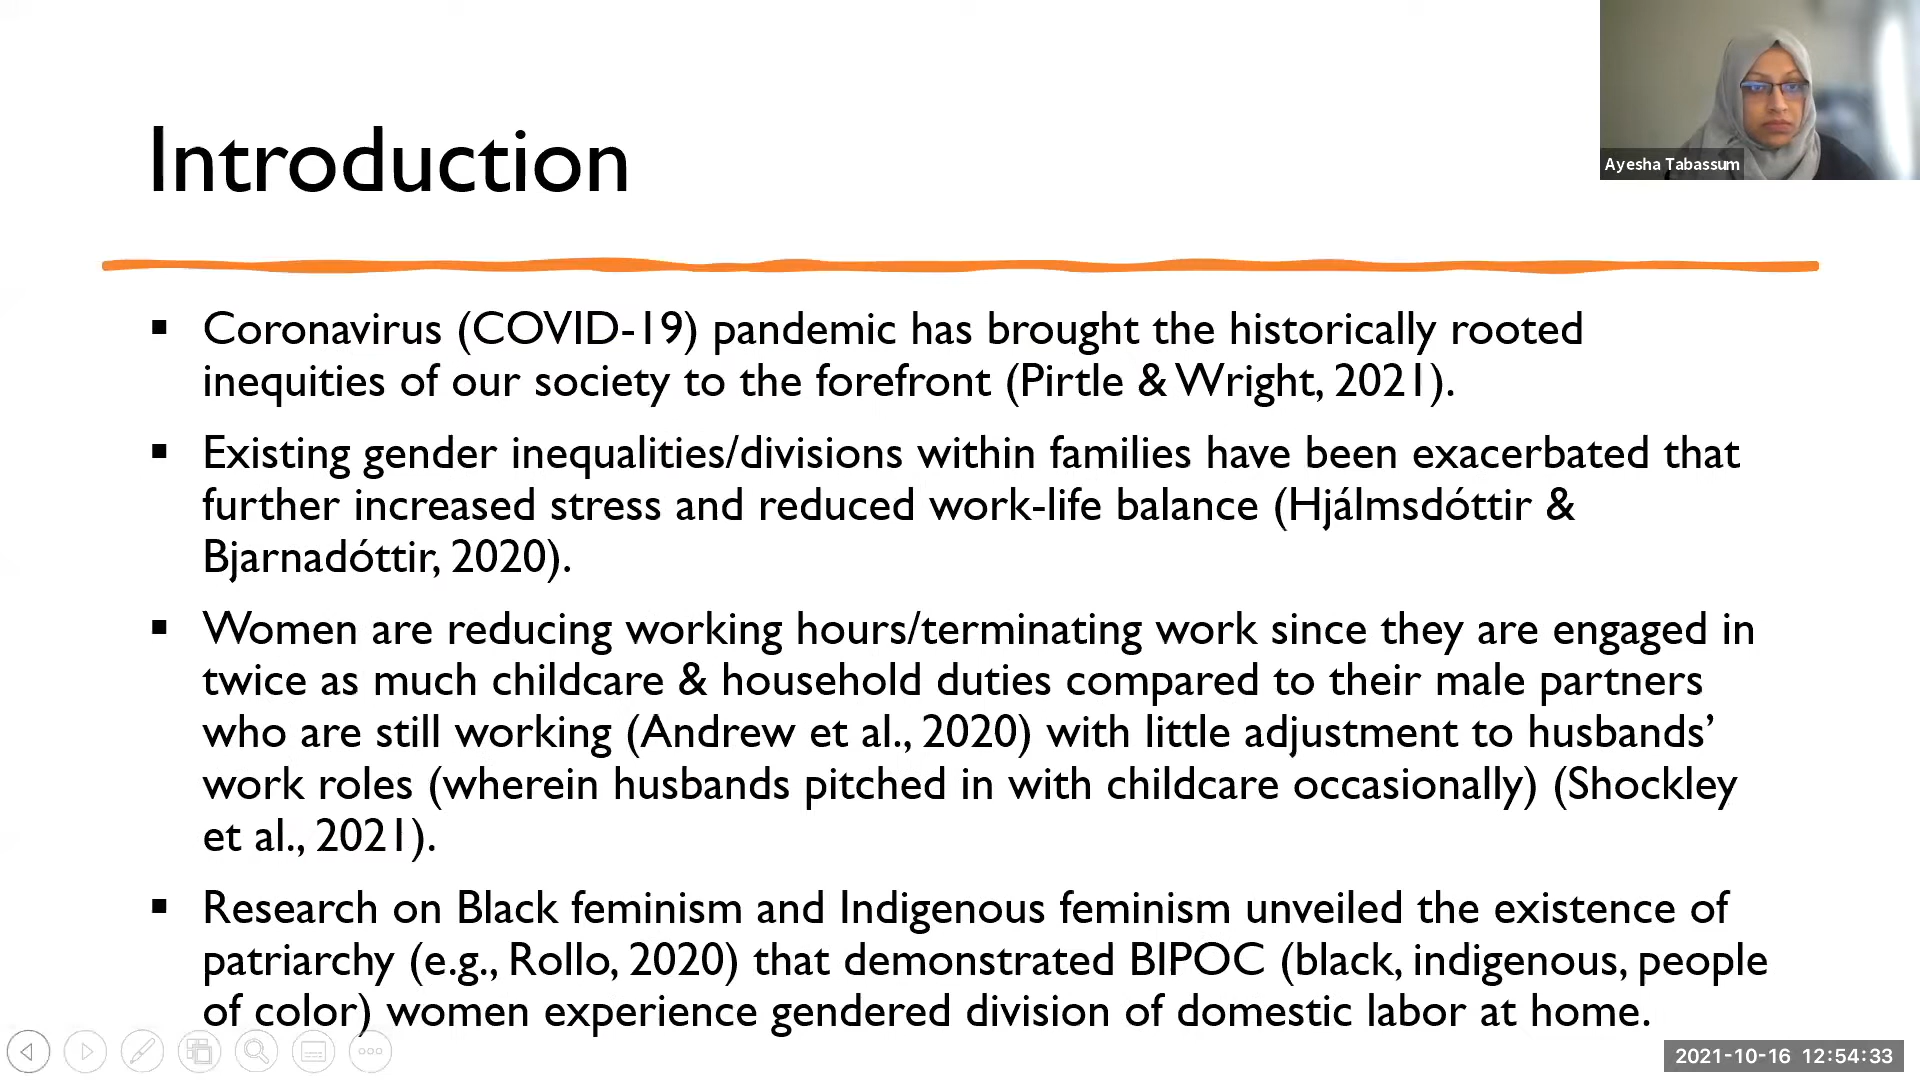 Introduction
Ayesha Tabassum
▪ Coronavirus (COVID-19) pandemic has brought the historically rooted
inequities of our society to the forefront (Pirtle & Wright, 2021).
▪ Existing gender inequalities/divisions within families have been exacerbated that
further increased stress and reduced work-life balance (Hjálmsdóttir &
Bjarnadóttir, 2020).
▪ Women are reducing working hours/terminating work since they are engaged in
twice as much childcare & household duties compared to their male partners
who are still working (Andrew et al., 2020) with little adjustment to husbands’
work roles (wherein husbands pitched in with childcare occasionally) (Shockley
et al., 2021).
▪ Research on Black feminism and Indigenous feminism unveiled the existence of
patriarchy (e.g., Rollo, 2020) that demonstrated BIPOC (black, indigenous, people
of color) women experience gendered division of domestic labor at home.
2021-10-16 12:54:33